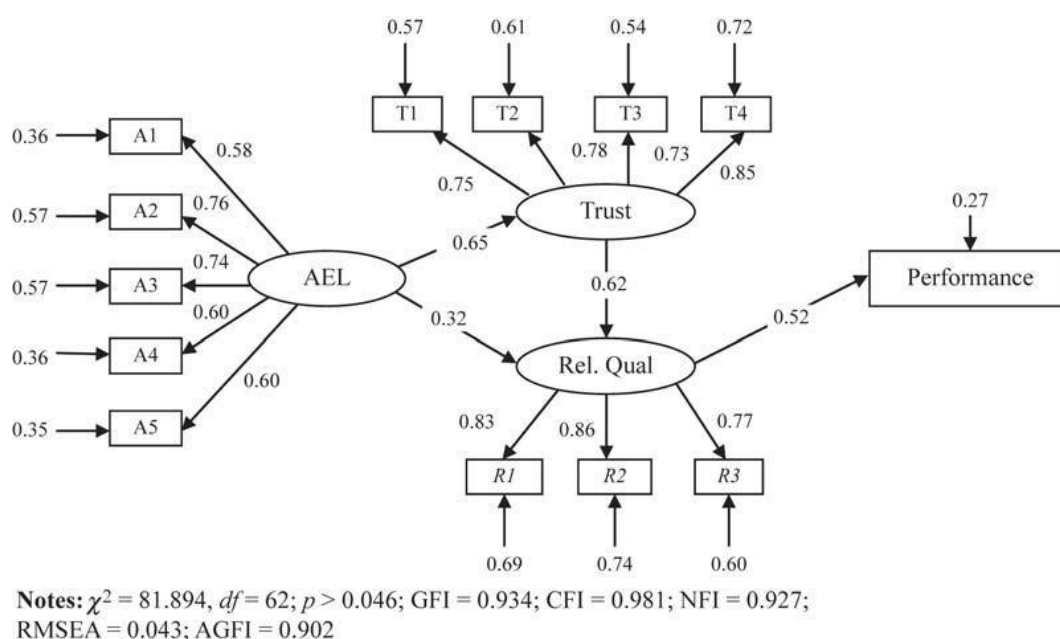 0.57 0.61 0.54 0.72
T1 T2 T3 T4
0.36 A1
0.58
0.78 0.73
0.75 0.85
0.57 A2 0.76
Trust
0.27
0.65
0.57 A3 0.74
AEL
Performance
0.62
0.60
0.32 0.52
0.36 A4
Rel. Qual
0.60
0.35 A5
0.83 0.86 0.77
R1 R2 R3
0.69 0.74 0.60
Notes: χ² = 81.894, df = 62; p > 0.046; GFI = 0.934; CFI = 0.981; NFI = 0.927;
RMSEA = 0.043; AGFI = 0.902